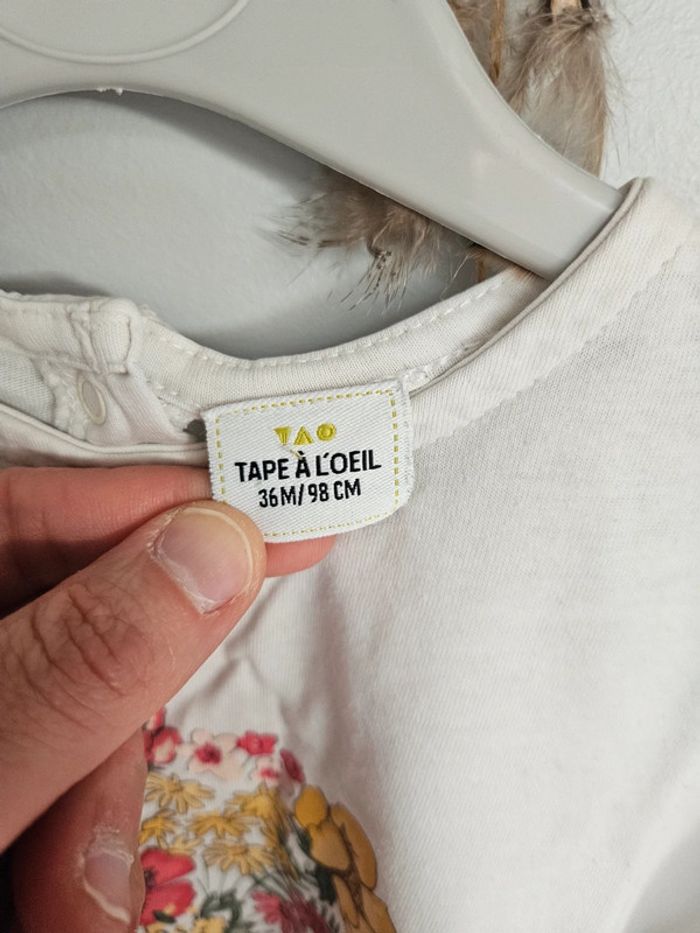 TAO
TAPE À L'OEIL
36M/98 CM